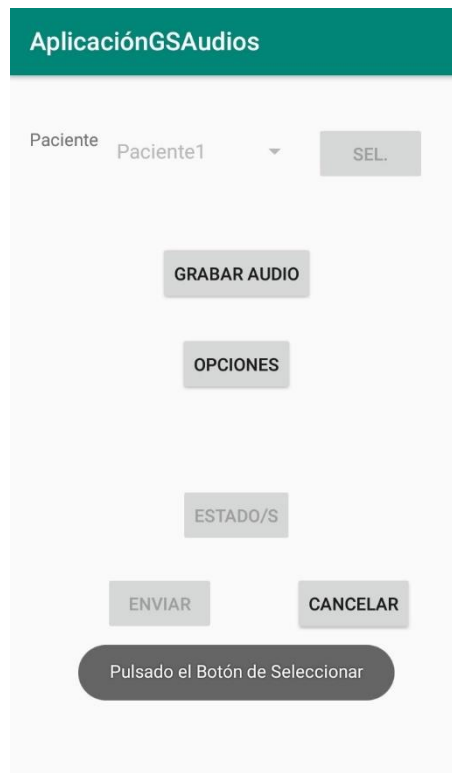 AplicaciónGSAudios
Paciente Paciente1 SEL.
GRABAR AUDIO
OPCIONES
ESTADO/S
ENVIAR CANCELAR
Pulsado el Botón de Seleccionar